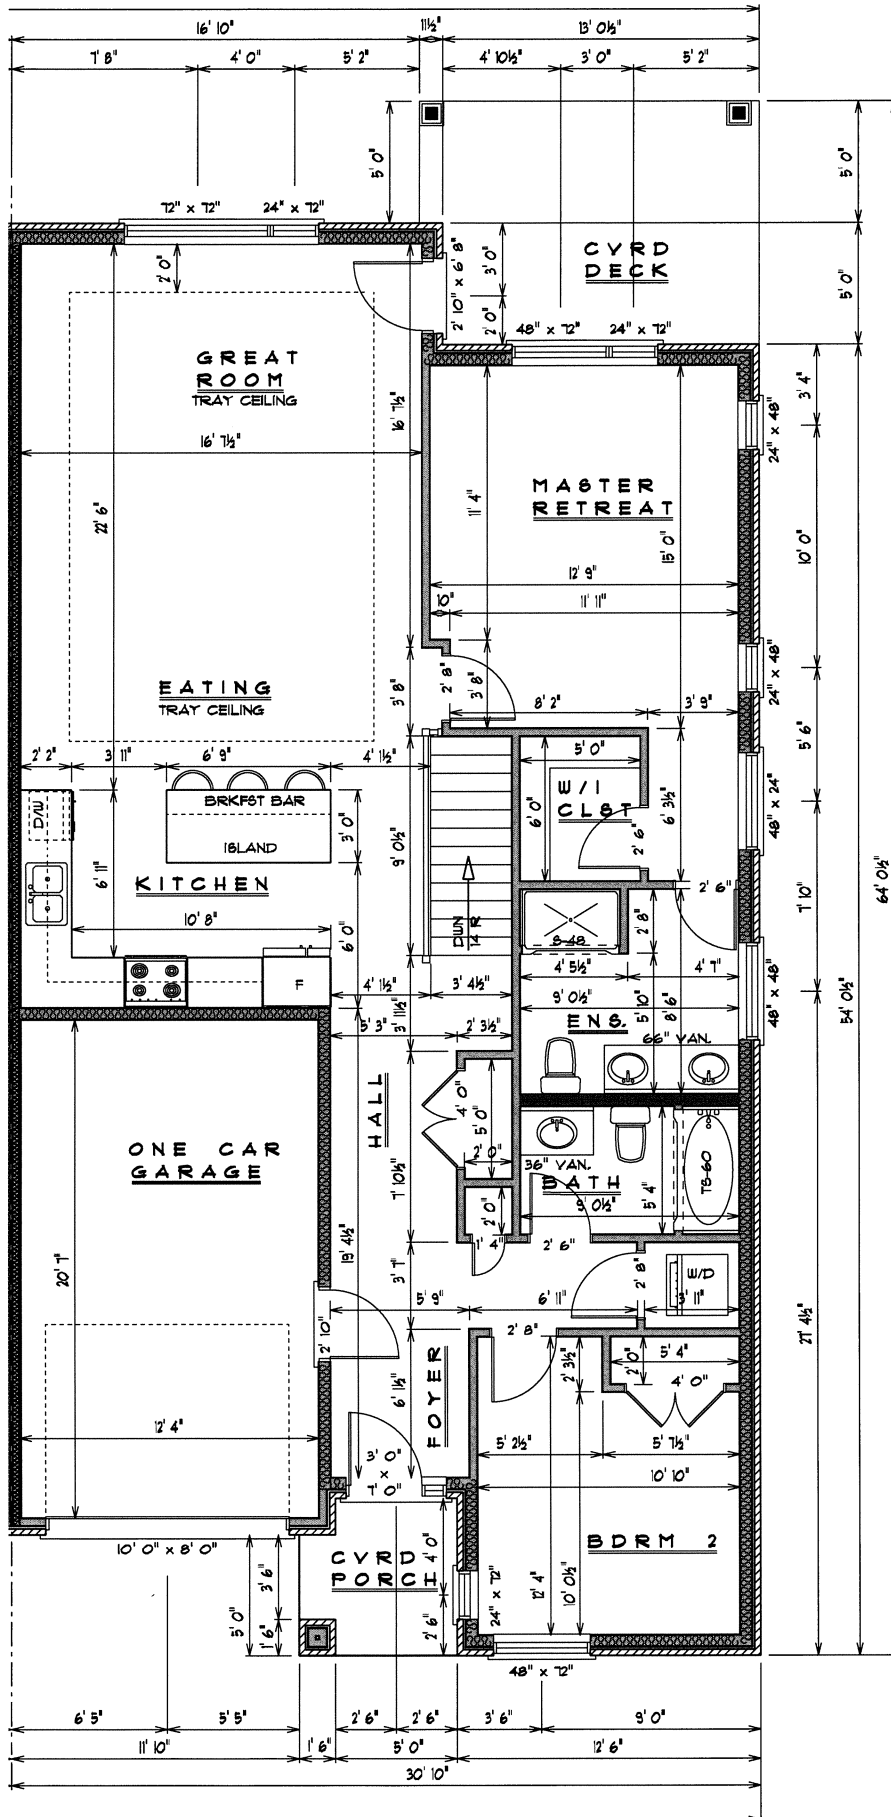 16' 10"
11½"
13' 0½"
7' 8"
4' 0"
5' 2"
4' 10½"
3' 0"
5' 2"
5' 0"
5' 0"
72" x 72"
24" x 72"
2' 0"
2' 10" x 6' 8"
3' 0"
2' 0"
CVRD
DECK
5' 0"
48" x 72"
24" x 72"
GREAT
ROOM
TRAY CEILING
16' 7½"
16' 7½"
3' 4"
24" x 48"
22' 6"
11' 4"
MASTER
RETREAT
15' 0"
10' 0"
12' 9"
10"
11' 11"
EATING
TRAY CEILING
3' 8"
2' 8"
3' 8"
8' 2"
3' 9"
24" x 48"
5' 6"
2' 2"
3' 11"
6' 9"
4' 1½"
5' 0"
D/W
BRKFST BAR
ISLAND
3' 0"
9' 0½"
6' 0"
W/I
CLST
2' 6"
6' 3½"
48" x 24"
64' 0½"
6' 11"
KITCHEN
10' 8"
6' 0"
DWN
14 R
2' 6"
2' 8"
7' 10"
S-48
F
4' 1½"
3' 4½"
4' 5½"
4' 7"
9' 0½"
5' 10"
8' 6"
48" x 48"
54' 0½"
5' 3"
3' 11½"
2' 3½"
ENS.
66" VAN.
HALL
4' 0"
5' 0"
2' 0"
ONE CAR
GARAGE
7' 10½"
36" VAN.
BATH
5' 4"
TS-60
9' 0½"
2' 0"
19' 4½"
1' 4"
2' 6"
3' 7"
2' 8"
W/D
20' 7"
5' 9"
6' 11"
3' 11"
2' 10"
2' 8"
27' 4½"
FOYER
6' 1½"
2' 3½"
2' 0"
5' 4"
4' 0"
12' 4"
5' 2½"
5' 7½"
3' 0"
x
7' 0"
10' 10"
10' 0" x 8' 0"
CVRD
PORCH
4' 0"
BDRM 2
3' 6"
5' 0"
1' 6"
2' 6"
24" x 72"
12' 4"
10' 0½"
48" x 72"
6' 5"
5' 5"
2' 6"
2' 6"
3' 6"
9' 0"
11' 10"
1' 6"
5' 0"
12' 6"
30' 10"